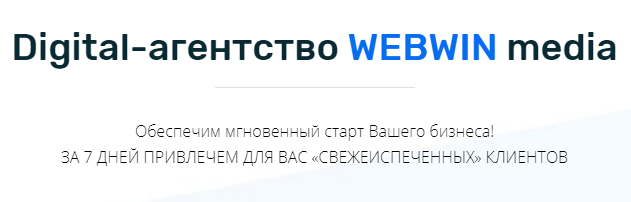 Digital-агентство WEBWIN media
Обеспечим мгновенный старт Вашего бизнеса!
ЗА 7 ДНЕЙ ПРИВЛЕЧЕМ ДЛЯ ВАС «СВЕЖЕИСПЕЧЕННЫХ» КЛИЕНТОВ